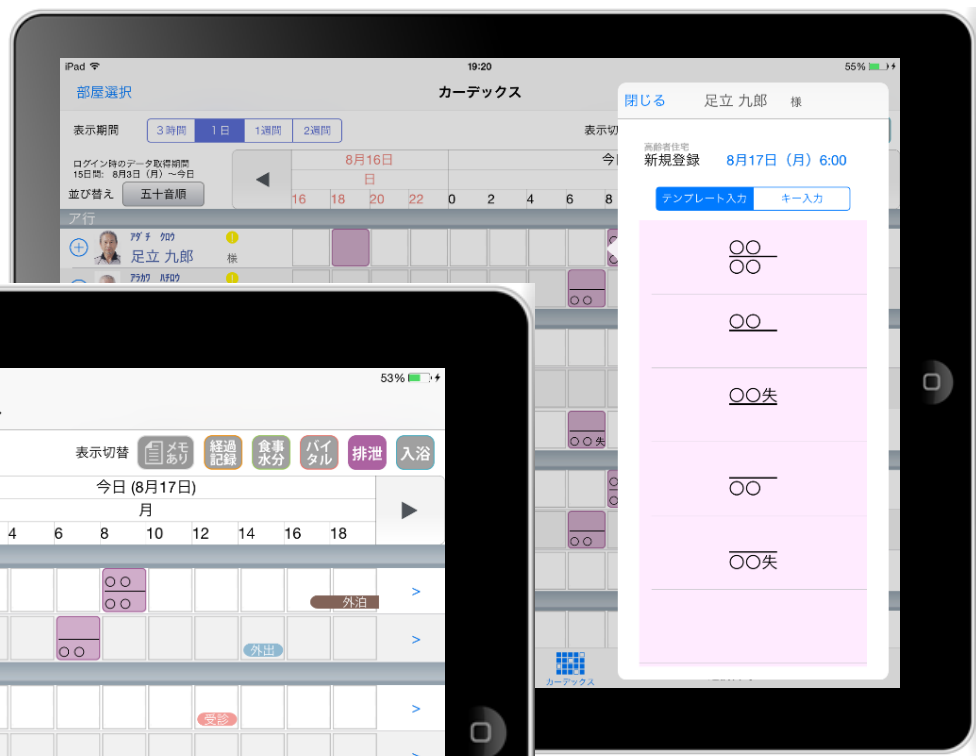 iPad 19:20 55%
部屋選択 カーデックス
表示期間 3時間 1日 1週間 2週間 表示切
ログイン時のデータ取得期間
15日間: 8月3日（月）～今日
並び替え 五十音順
8月16日 今
日
16 18 20 22 0 2 4 6 8
ア行
アダチ クロウ
足立 九郎 様
アラカワ ハチロウ
○○
○○失
○○
カーデックス
閉じる 足立 九郎 様
高齢者住宅
新規登録 8月17日（月）6:00
テンプレート入力 キー入力
○○
○○
○○
○○失
○○
○○失
53%
表示切替 メモあり 経過記録 食事水分 バイタル 排泄 入浴
今日 (8月17日)
月
4 6 8 10 12 14 16 18
○○
○○ 外泊 >
○○ 外出 >
受診 >